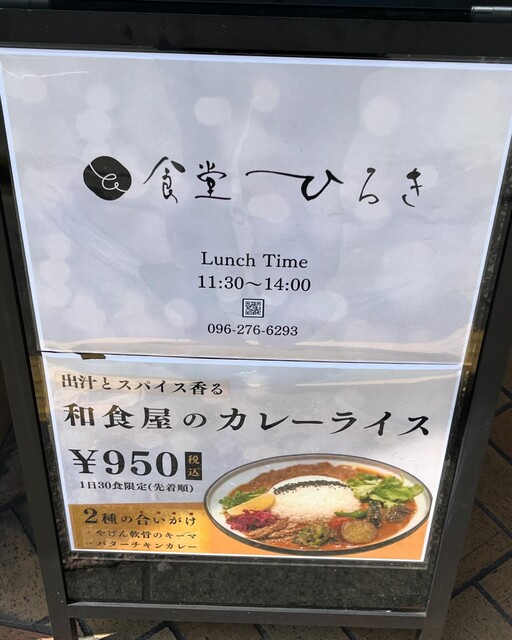 食堂 ひろき
Lunch Time
11:30～14:00
096-276-6293
出汁とスパイス香る
和食屋のカレーライス
¥950 税込
1日30食限定(先着順)
2種の合いがけ
・やげん軟骨のキーマ
・バターチキンカレー